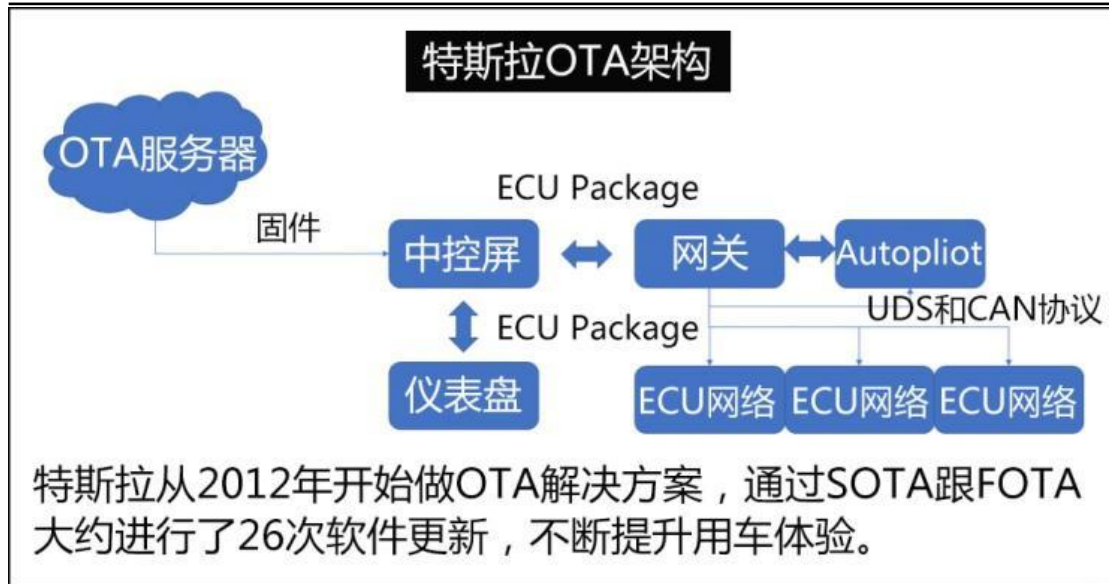 特斯拉OTA架构
OTA服务器
ECU Package
固件
中控屏
网关
Autopliot
UDS和CAN协议
ECU Package
仪表盘
ECU网络
ECU网络
ECU网络
特斯拉从2012年开始做OTA解决方案，通过SOTA跟FOTA
大约进行了26次软件更新，不断提升用车体验。